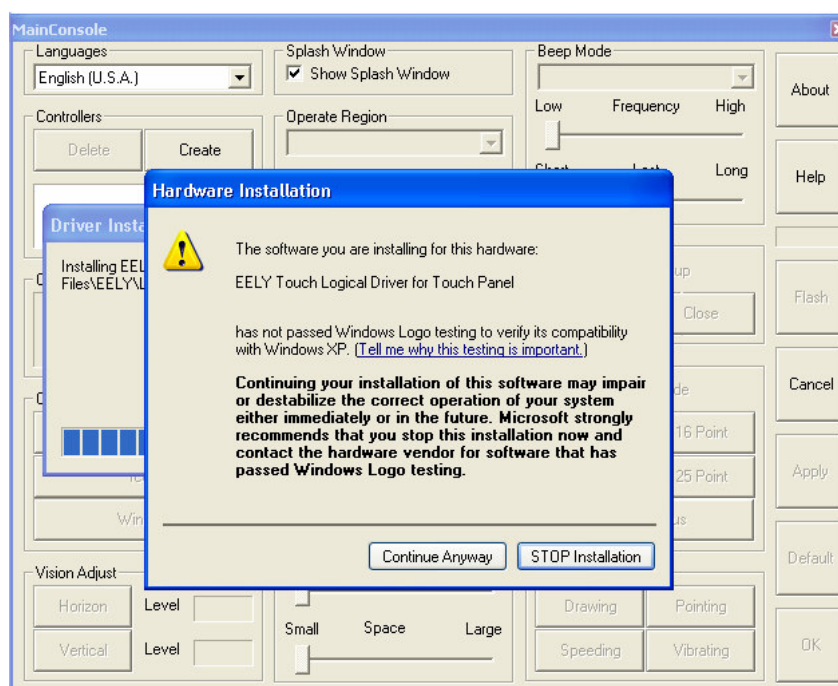 MainConsole
Languages
English (U.S.A.)
Splash Window
Show Splash Window
Beep Mode
Low Frequency High
Long
Controllers
Delete
Create
Operate Region
About
Help
Flash
Cancel
Apply
Default
OK
Hardware Installation
The software you are installing for this hardware:
EELY Touch Logical Driver for Touch Panel
has not passed Windows Logo testing to verify its compatibility
with Windows XP. (Tell me why this testing is important.)
Continuing your installation of this software may impair
or destabilize the correct operation of your system
either immediately or in the future. Microsoft strongly
recommends that you stop this installation now and
contact the hardware vendor for software that has
passed Windows Logo testing.
Continue Anyway
STOP Installation
Driver Insta
Installing EEL
Files\EELY\L
Close
16 Point
25 Point
Win
Vision Adjust
Horizon
Level
Vertical
Level
Small Space Large
Drawing
Pointing
Speeding
Vibrating